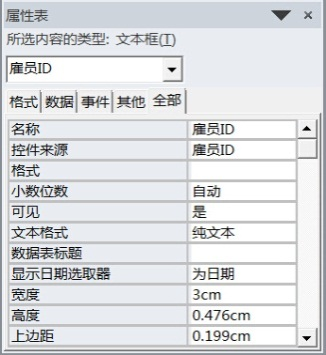 属性表
所选内容的类型: 文本框(T)
雇员ID
格式 数据 事件 其他 全部
名称 雇员ID
控件来源 雇员ID
格式
小数位数 自动
可见 是
文本格式 纯文本
数据表标题
显示日期选取器 为日期
宽度 3cm
高度 0.476cm
上边距 0.199cm